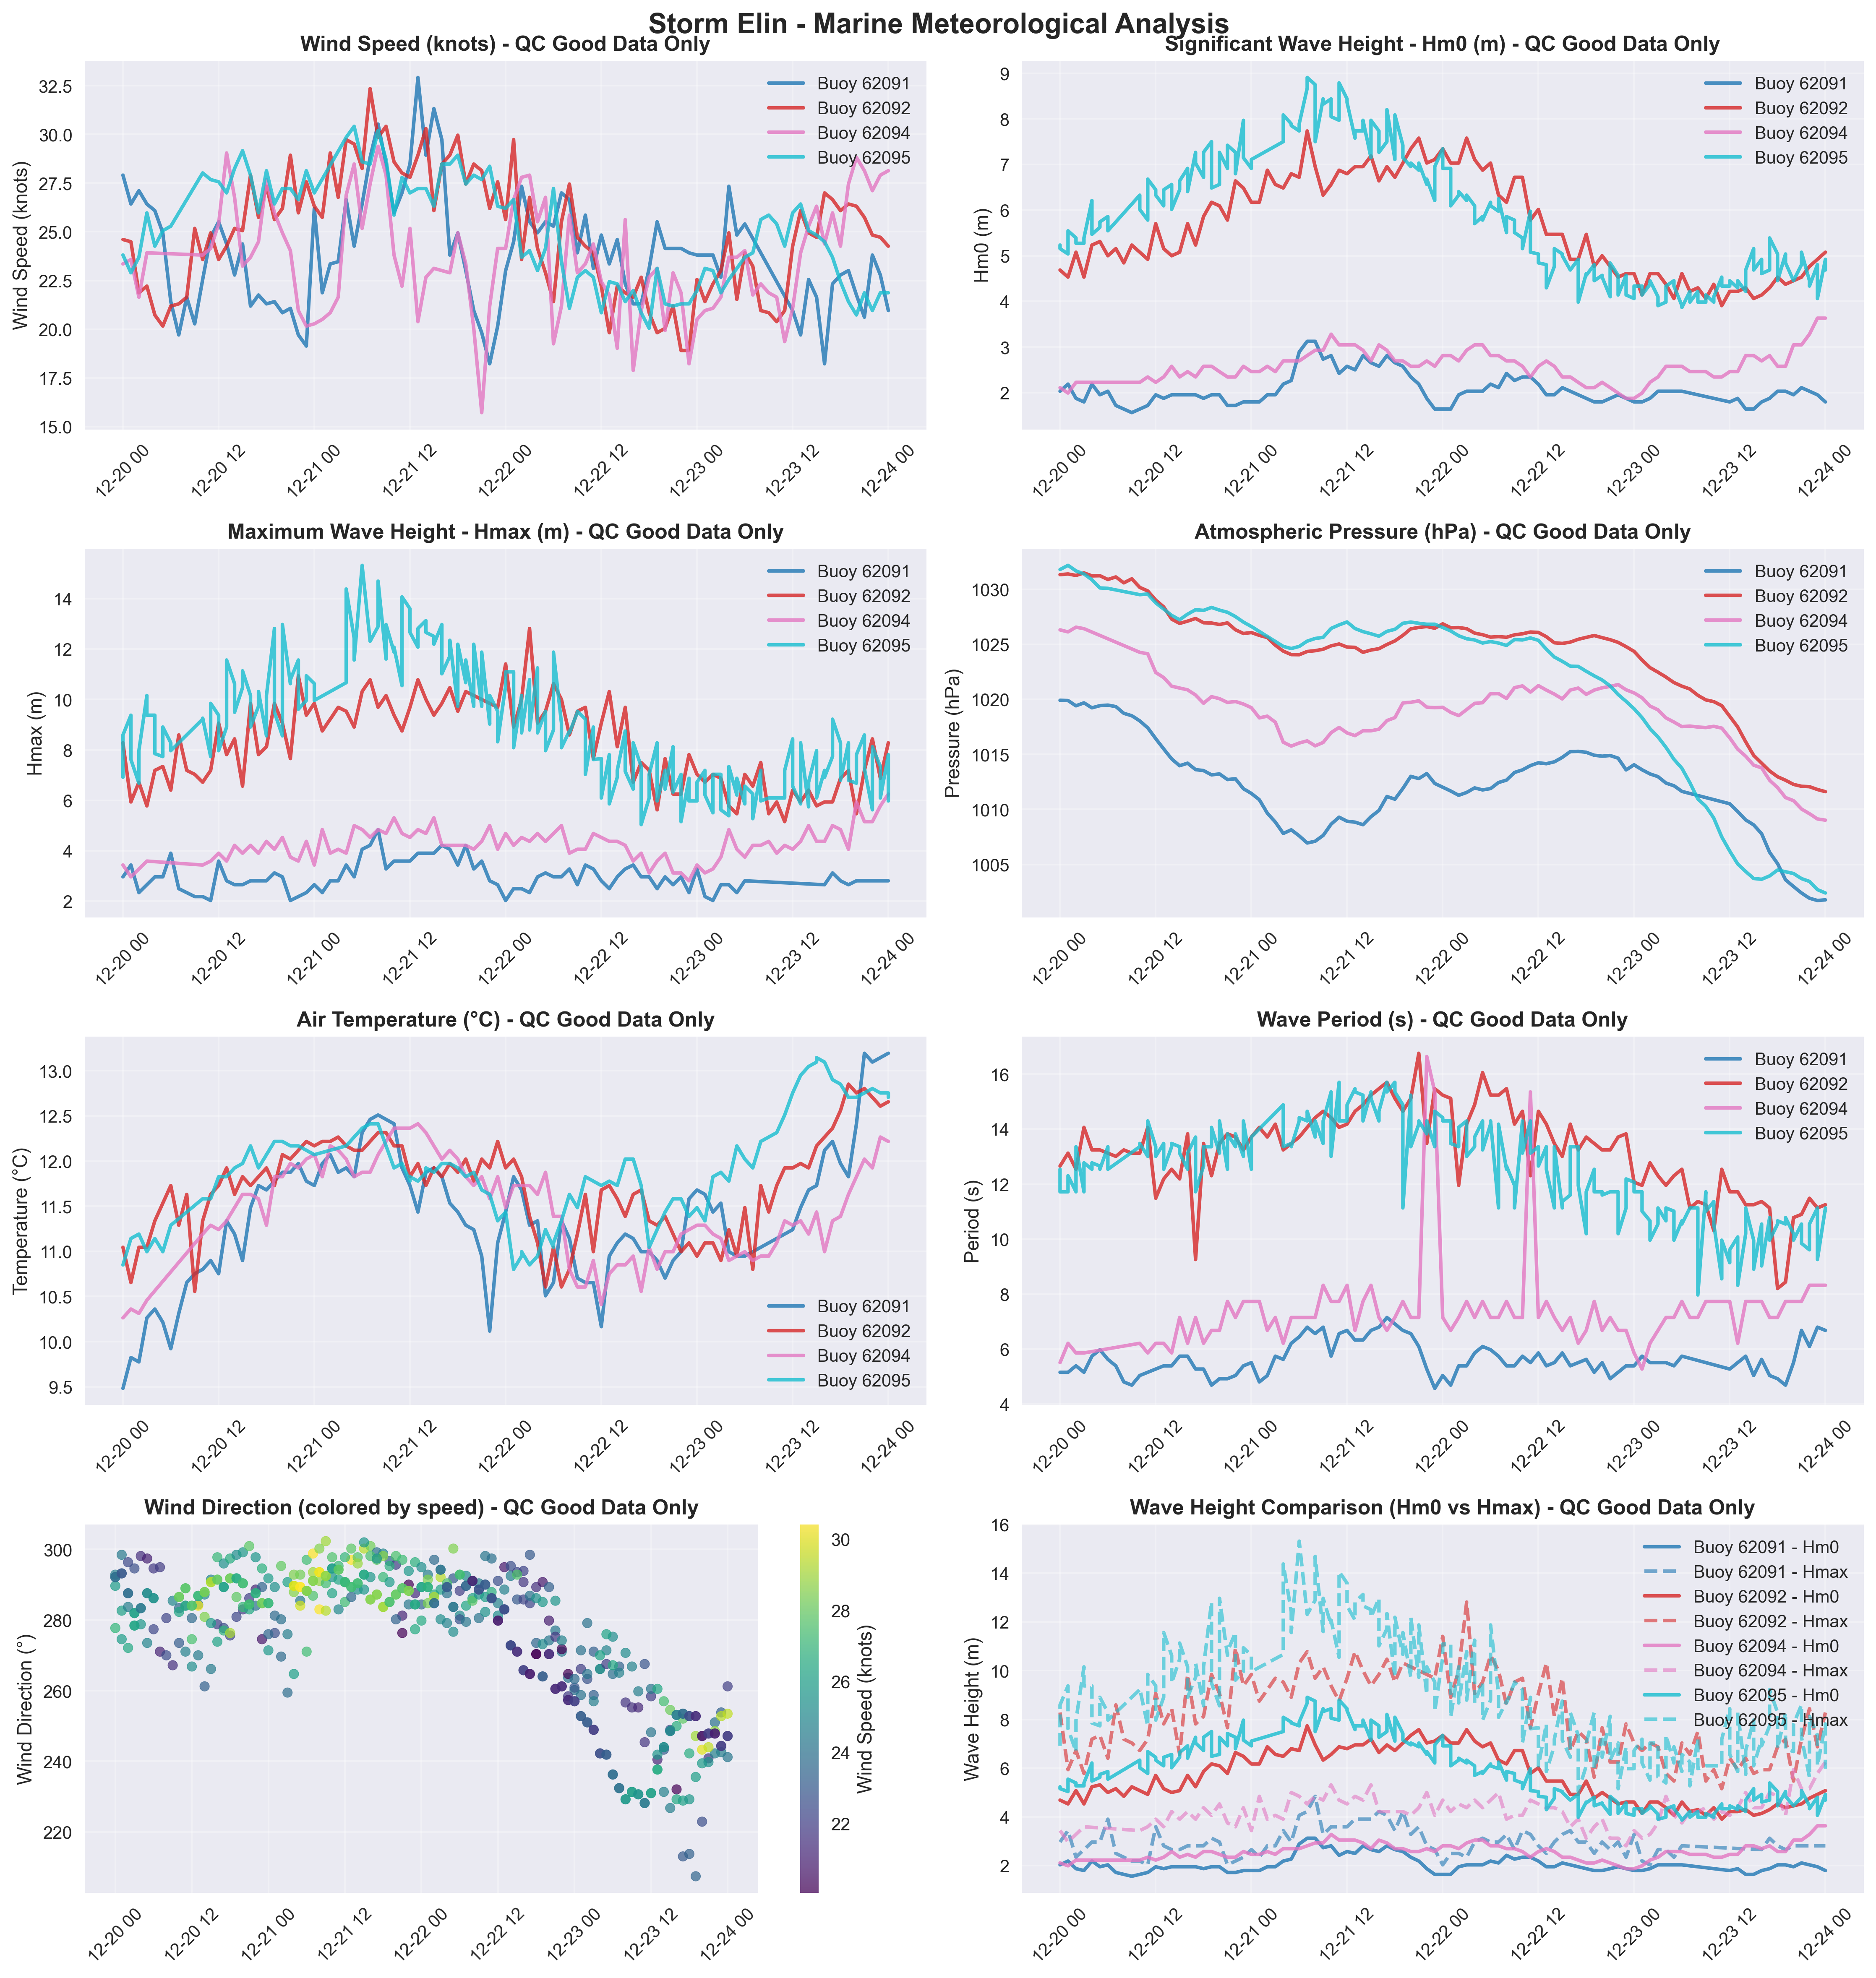 Storm Elin - Marine Meteorological Analysis
Wind Speed (knots) - QC Good Data Only
Wind Speed (knots)
32.5
30.0
27.5
25.0
22.5
20.0
17.5
15.0
Buoy 62091
Buoy 62092
Buoy 62094
Buoy 62095
12-20 00
12-20 12
12-21 00
12-21 12
12-22 00
12-22 12
12-23 00
12-23 12
12-24 00
Significant Wave Height - Hm0 (m) - QC Good Data Only
Hm0 (m)
9
8
7
6
5
4
3
2
Buoy 62091
Buoy 62092
Buoy 62094
Buoy 62095
12-20 00
12-20 12
12-21 00
12-21 12
12-22 00
12-22 12
12-23 00
12-23 12
12-24 00
Maximum Wave Height - Hmax (m) - QC Good Data Only
Hmax (m)
14
12
10
8
6
4
2
Buoy 62091
Buoy 62092
Buoy 62094
Buoy 62095
12-20 00
12-20 12
12-21 00
12-21 12
12-22 00
12-22 12
12-23 00
12-23 12
12-24 00
Atmospheric Pressure (hPa) - QC Good Data Only
Pressure (hPa)
1030
1025
1020
1015
1010
1005
Buoy 62091
Buoy 62092
Buoy 62094
Buoy 62095
12-20 00
12-20 12
12-21 00
12-21 12
12-22 00
12-22 12
12-23 00
12-23 12
12-24 00
Air Temperature (°C) - QC Good Data Only
Temperature (°C)
13.0
12.5
12.0
11.5
11.0
10.5
10.0
9.5
Buoy 62091
Buoy 62092
Buoy 62094
Buoy 62095
12-20 00
12-20 12
12-21 00
12-21 12
12-22 00
12-22 12
12-23 00
12-23 12
12-24 00
Wave Period (s) - QC Good Data Only
Period (s)
16
14
12
10
8
6
4
Buoy 62091
Buoy 62092
Buoy 62094
Buoy 62095
12-20 00
12-20 12
12-21 00
12-21 12
12-22 00
12-22 12
12-23 00
12-23 12
12-24 00
Wind Direction (colored by speed) - QC Good Data Only
Wind Direction (°)
300
280
260
240
220
12-20 00
12-20 12
12-21 00
12-21 12
12-22 00
12-22 12
12-23 00
12-23 12
12-24 00
30
28
26
24
22
Wind Speed (knots)
Wave Height Comparison (Hm0 vs Hmax) - QC Good Data Only
Wave Height (m)
16
14
12
10
8
6
4
2
Buoy 62091 - Hm0
Buoy 62091 - Hmax
Buoy 62092 - Hm0
Buoy 62092 - Hmax
Buoy 62094 - Hm0
Buoy 62094 - Hmax
Buoy 62095 - Hm0
Buoy 62095 - Hmax
12-20 00
12-20 12
12-21 00
12-21 12
12-22 00
12-22 12
12-23 00
12-23 12
12-24 00